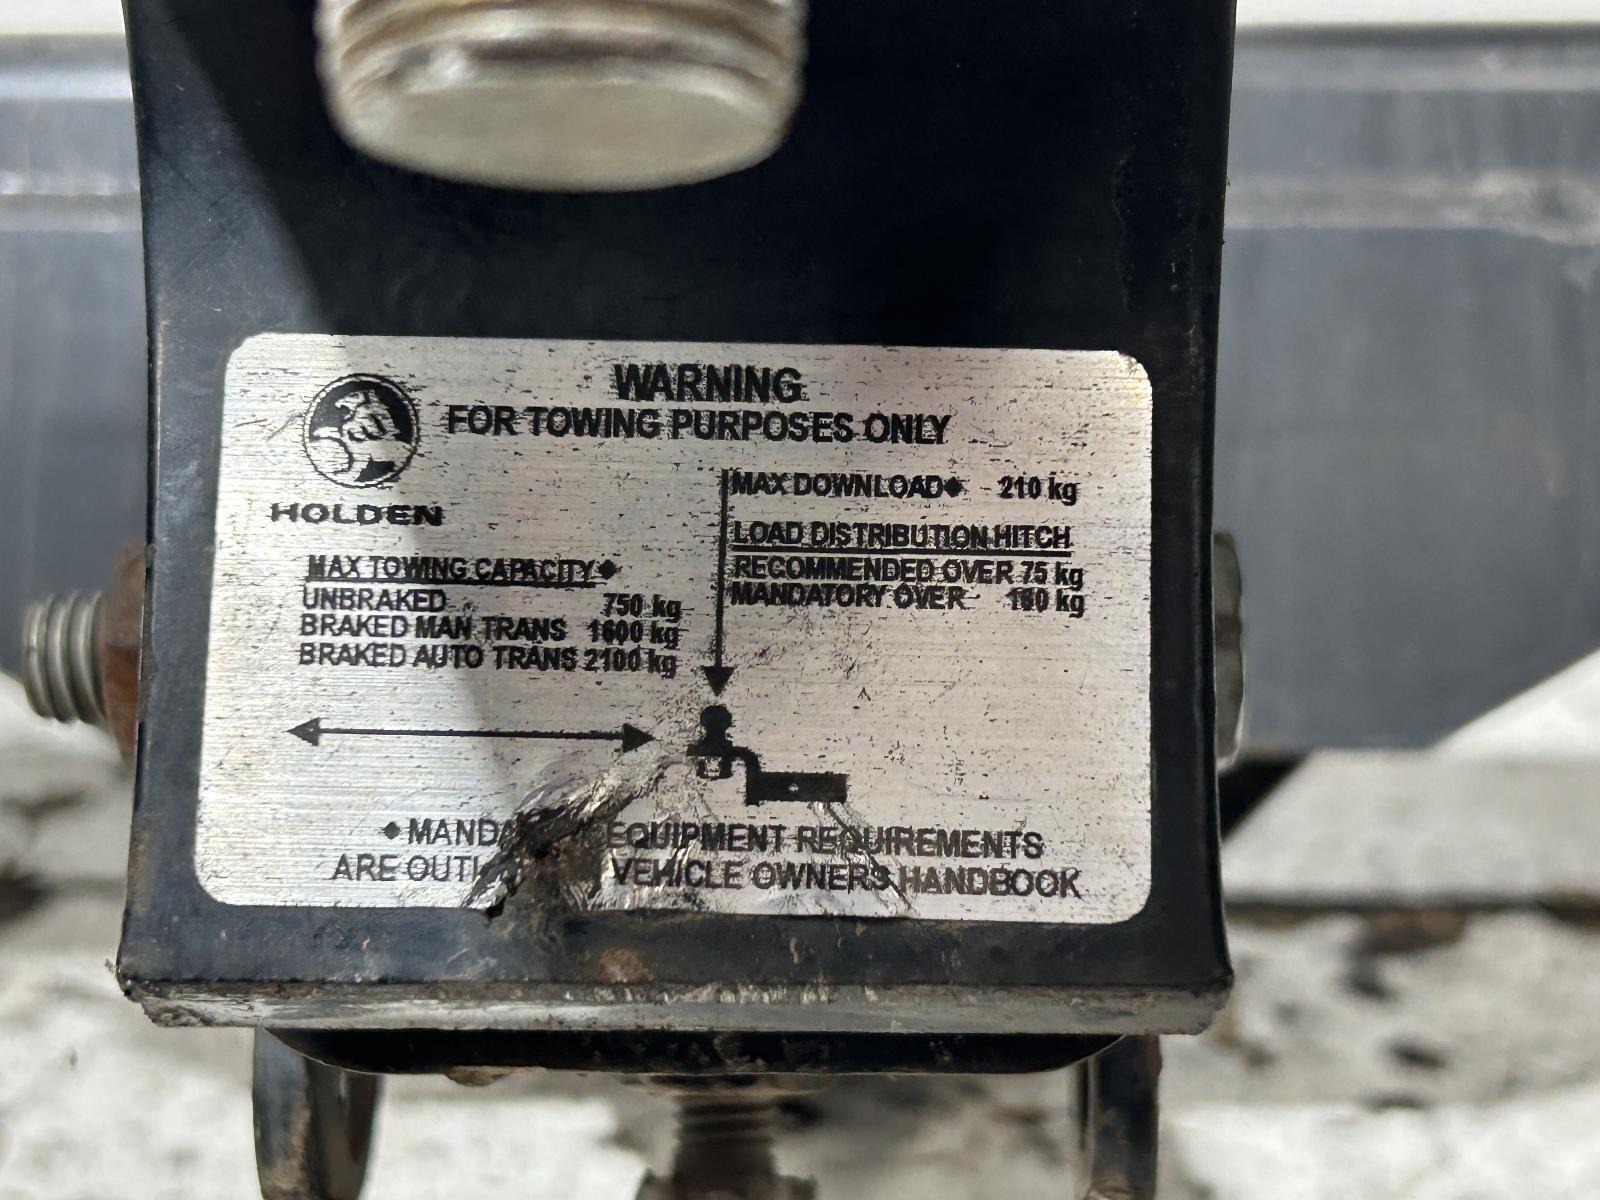 WARNING
FOR TOWING PURPOSES ONLY
HOLDEN
MAX DOWNLOAD◆ 210 kg
LOAD DISTRIBUTION HITCH
RECOMMENDED OVER 75 kg
MANDATORY OVER kg
MAX TOWING CAPACITY◆
UNBRAKED 750 kg
BRAKED MAN TRANS 1600 kg
BRAKED AUTO TRANS 2100 kg
◆ EQUIPMENT REQUIREMENTS
ARE VEHICLE OWNERS HANDBOOK